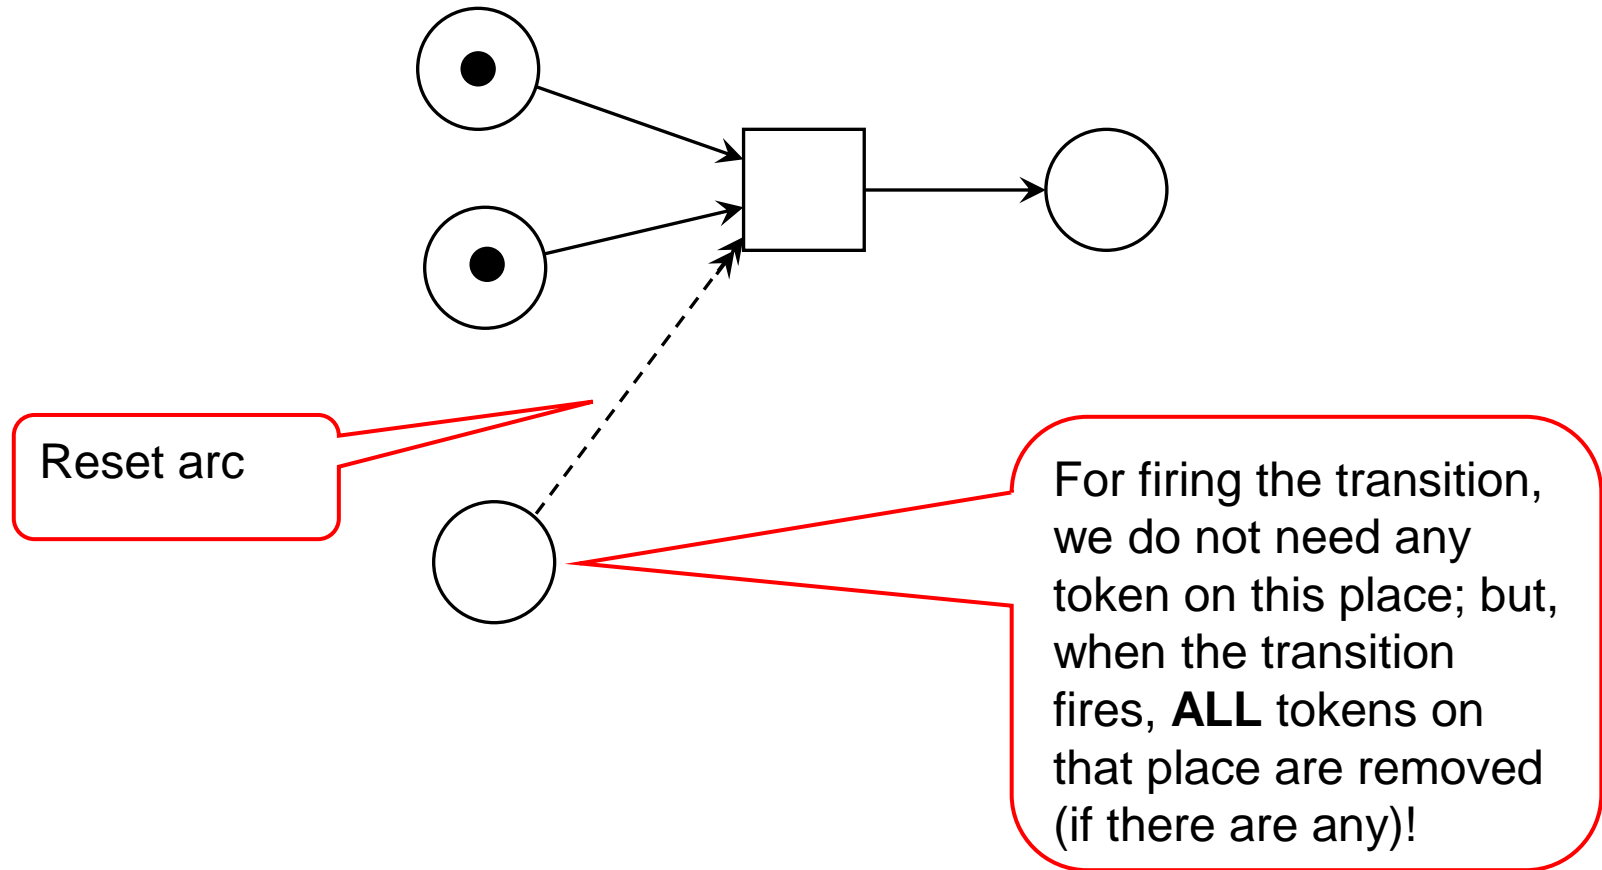 Reset arc
For firing the transition,
we do not need any
token on this place; but,
when the transition
fires, ALL tokens on
that place are removed
(if there are any)!